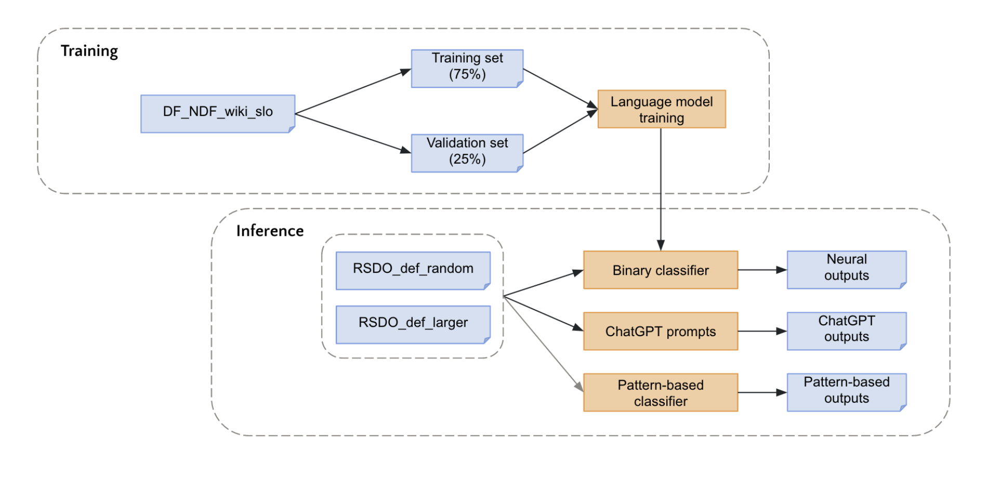 Training
DF_NDF_wiki_slo
Training set
(75%)
Validation set
(25%)
Language model
training
Inference
RSDO_def_random
RSDO_def_larger
Binary classifier
Neural
outputs
ChatGPT prompts
ChatGPT
outputs
Pattern-based
classifier
Pattern-based
outputs